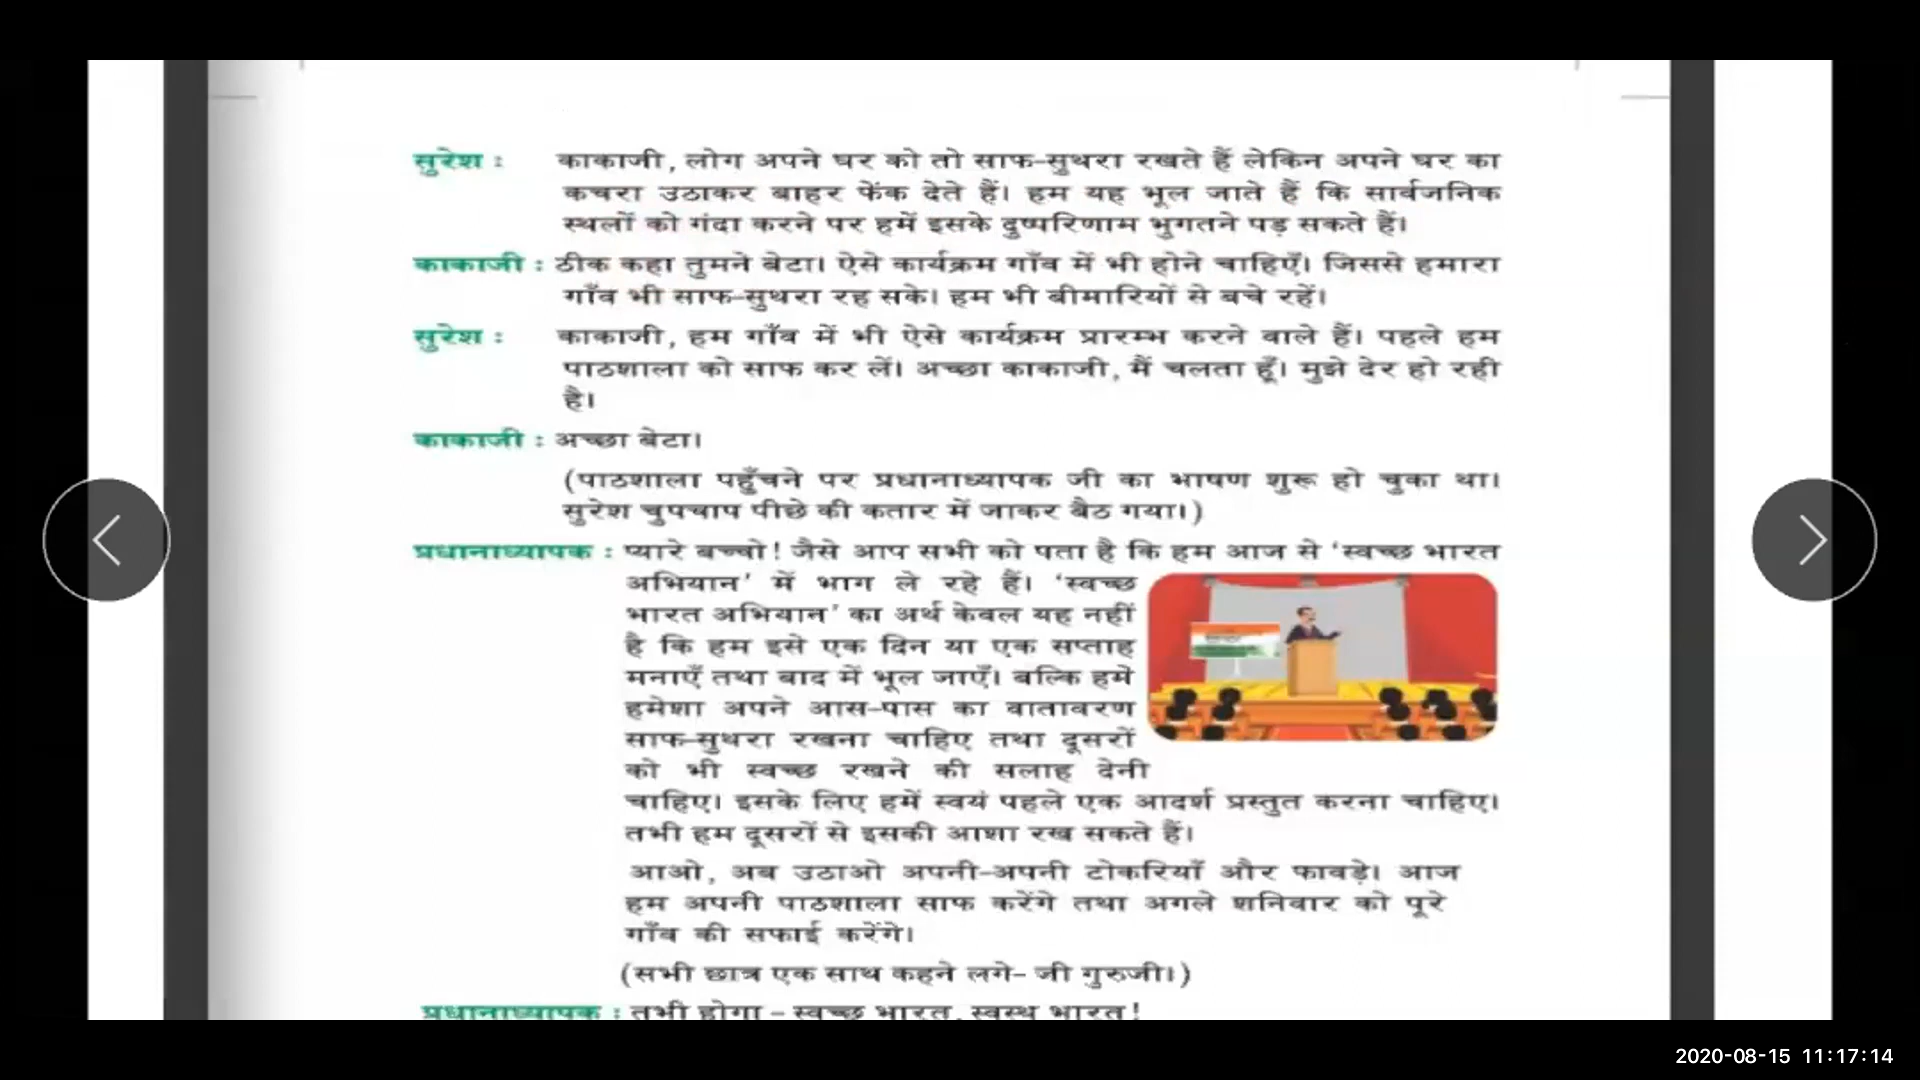 सुरेश : काकाजी, लोग अपने घर को तो साफ-सुथरा रखते हैं लेकिन अपने घर का
कचरा उठाकर बाहर फेंक देते हैं। हम यह भूल जाते हैं कि सार्वजनिक
स्थलों को गंदा करने पर हमें इसके दुष्परिणाम भुगतने पड़ सकते हैं।
काकाजी : ठीक कहा तुमने बेटा। ऐसे कार्यक्रम गाँव में भी होने चाहिएँ। जिससे हमारा
गाँव भी साफ-सुथरा रह सके। हम भी बीमारियों से बचे रहें।
सुरेश : काकाजी, हम गाँव में भी ऐसे कार्यक्रम प्रारम्भ करने वाले हैं। पहले हम
पाठशाला को साफ कर लें। अच्छा काकाजी, मैं चलता हूँ। मुझे देर हो रही
है।
काकाजी : अच्छा बेटा।
(पाठशाला पहुँचने पर प्रधानाध्यापक जी का भाषण शुरू हो चुका था।
सुरेश चुपचाप पीछे की कतार में जाकर बैठ गया।)
प्रधानाध्यापक : प्यारे बच्चो! जैसे आप सभी को पता है कि हम आज से ‘स्वच्छ भारत
अभियान’ में भाग ले रहे हैं। ‘स्वच्छ
भारत अभियान’ का अर्थ केवल यह नहीं
है कि हम इसे एक दिन या एक सप्ताह
मनाएँ तथा बाद में भूल जाएँ। बल्कि हमें
हमेशा अपने आस-पास का वातावरण
साफ-सुथरा रखना चाहिए तथा दूसरों
को भी स्वच्छ रखने की सलाह देनी
चाहिए। इसके लिए हमें स्वयं पहले एक आदर्श प्रस्तुत करना चाहिए।
तभी हम दूसरों से इसकी आशा रख सकते हैं।
आओ, अब उठाओ अपनी-अपनी टोकरियाँ और फावड़े। आज
हम अपनी पाठशाला साफ करेंगे तथा अगले शनिवार को पूरे
गाँव की सफाई करेंगे।
(सभी छात्र एक साथ कहने लगे- जी गुरुजी।)
प्रधानाध्यापक : तभी होगा - स्वच्छ भारत, स्वस्थ भारत!
2020-08-15 11:17:14